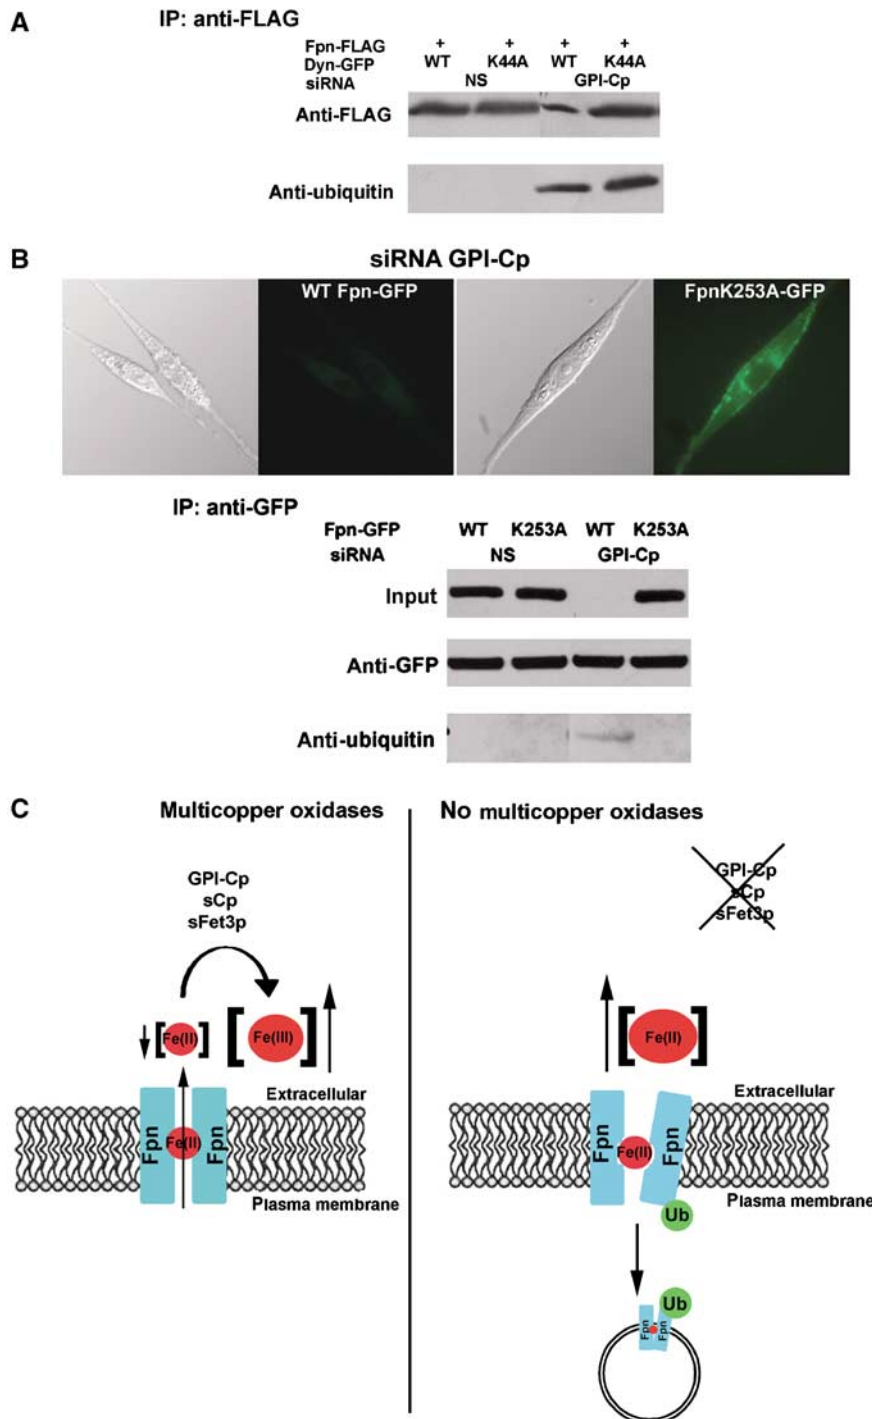 A
IP: anti-FLAG
Fpn-FLAG + + + +
Dyn-GFP WT K44A WT K44A
siRNA NS GPI-Cp
Anti-FLAG
Anti-ubiquitin
B
siRNA GPI-Cp
WT Fpn-GFP
FpnK253A-GFP
IP: anti-GFP
Fpn-GFP WT K253A WT K253A
siRNA NS GPI-Cp
Input
Anti-GFP
Anti-ubiquitin
C
Multicopper oxidases
No multicopper oxidases
GPI-Cp
sCp
sFet3p
GPI-Cp
sCp
sFet3p
[Fe(II)]
[Fe(III)]
[Fe(II)]
Extracellular
Extracellular
Fpn
Fe(II)
Fpn
Fpn
Fe(II)
Fpn
Plasma membrane
Plasma membrane
Ub
Ub
Fpn
Fpn